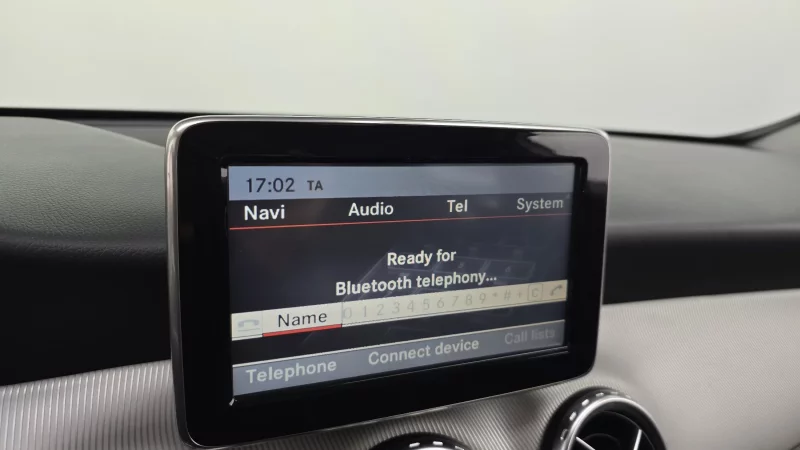 17:02 TA
Navi Audio Tel System
Ready for
Bluetooth telephony...
Name 0 1 2 3 4 5 6 7 8 9 * # + C
Telephone Connect device Call lists